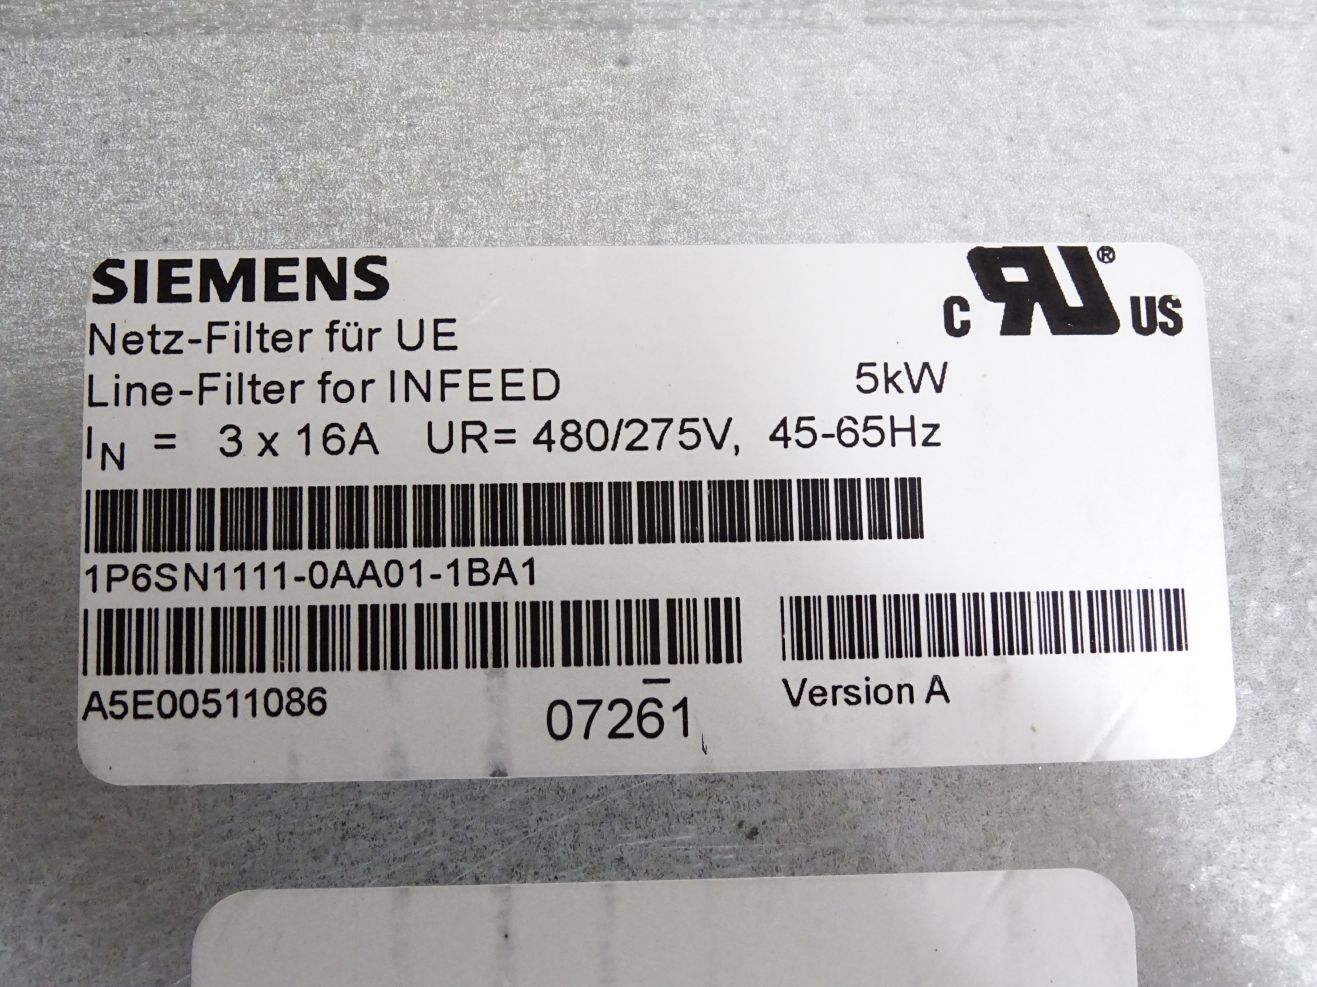 SIEMENS
C RU® US
Netz-Filter für UE
Line-Filter for INFEED 5kW
IN = 3 x 16A UR= 480/275V, 45-65Hz
1P6SN1111-0AA01-1BA1
A5E00511086 07261 Version A